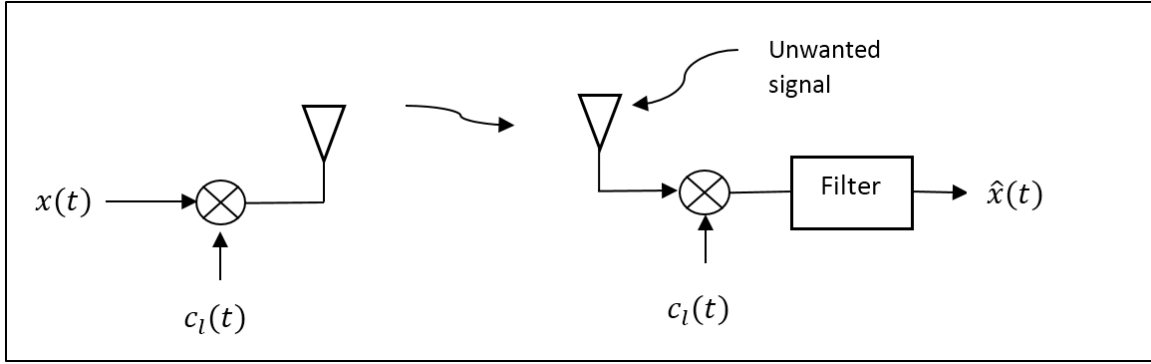 Unwanted
signal
Filter
x(t)
x̂(t)
c_l(t)
c_l(t)